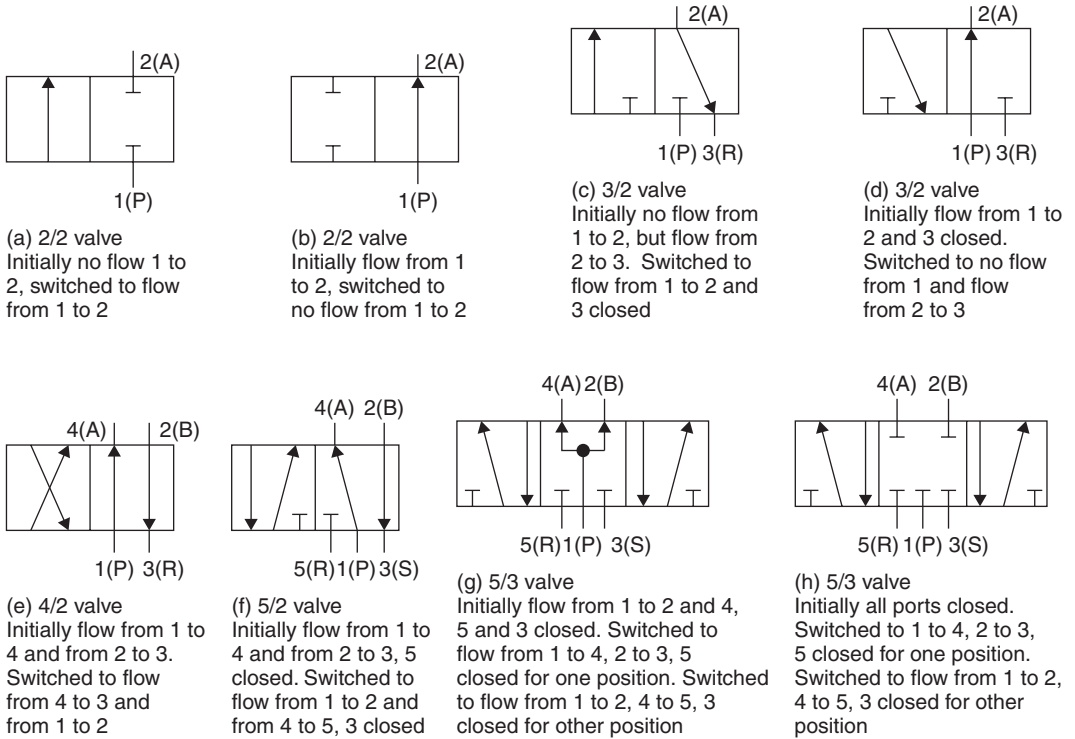 2(A)
1(P)
(a) 2/2 valve
Initially no flow 1 to
2, switched to flow
from 1 to 2
2(A)
1(P)
(b) 2/2 valve
Initially flow from 1
to 2, switched to
no flow from 1 to 2
2(A)
1(P) 3(R)
(c) 3/2 valve
Initially no flow from
1 to 2, but flow from
2 to 3. Switched to
flow from 1 to 2 and
3 closed
2(A)
1(P) 3(R)
(d) 3/2 valve
Initially flow from 1 to
2 and 3 closed.
Switched to no flow
from 1 and flow
from 2 to 3
4(A) 2(B)
1(P) 3(R)
(e) 4/2 valve
Initially flow from 1 to
4 and from 2 to 3.
Switched to flow
from 4 to 3 and
from 1 to 2
4(A) 2(B)
5(R) 1(P) 3(S)
(f) 5/2 valve
Initially flow from 1 to
4 and from 2 to 3, 5
closed. Switched to
flow from 1 to 2 and
from 4 to 5, 3 closed
4(A) 2(B)
5(R) 1(P) 3(S)
(g) 5/3 valve
Initially flow from 1 to 2 and 4,
5 and 3 closed. Switched to
flow from 1 to 4, 2 to 3, 5
closed for one position. Switched
to flow from 1 to 2, 4 to 5, 3
closed for other position
4(A) 2(B)
5(R) 1(P) 3(S)
(h) 5/3 valve
Initially all ports closed.
Switched to 1 to 4, 2 to 3,
5 closed for one position.
Switched to flow from 1 to 2,
4 to 5, 3 closed for other
position